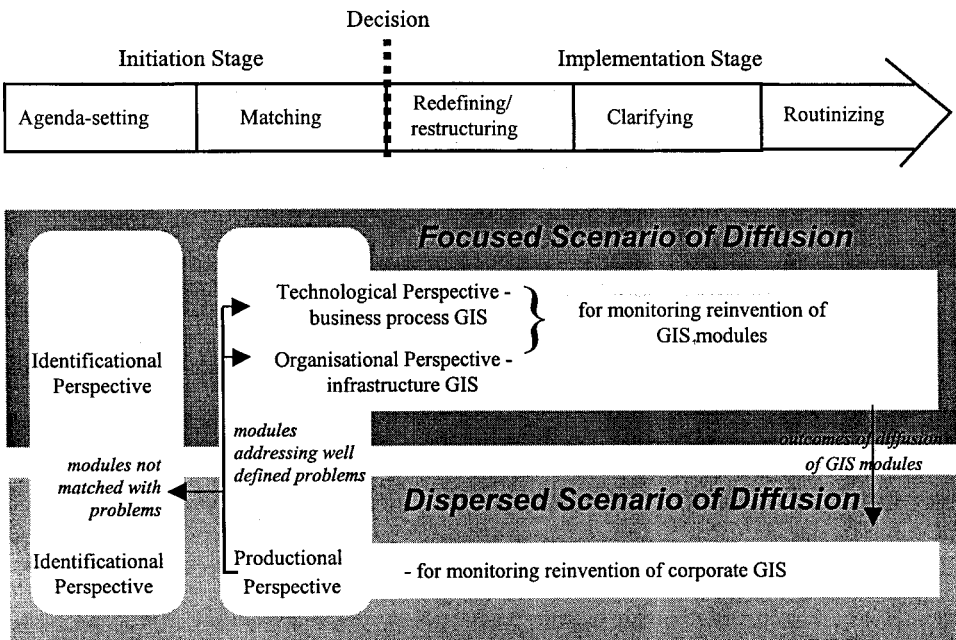 Decision
Initiation Stage
Implementation Stage
Agenda-setting
Matching
Redefining/
restructuring
Clarifying
Routinizing
Focused Scenario of Diffusion
Technological Perspective -
business process GIS
Organisational Perspective -
infrastructure GIS
for monitoring reinvention of
GIS modules
Identificational
Perspective
modules
addressing well
defined problems
outcomes of diffusion
of GIS modules
modules not
matched with
problems
Dispersed Scenario of Diffusion
Identificational
Perspective
Productional
Perspective
- for monitoring reinvention of corporate GIS